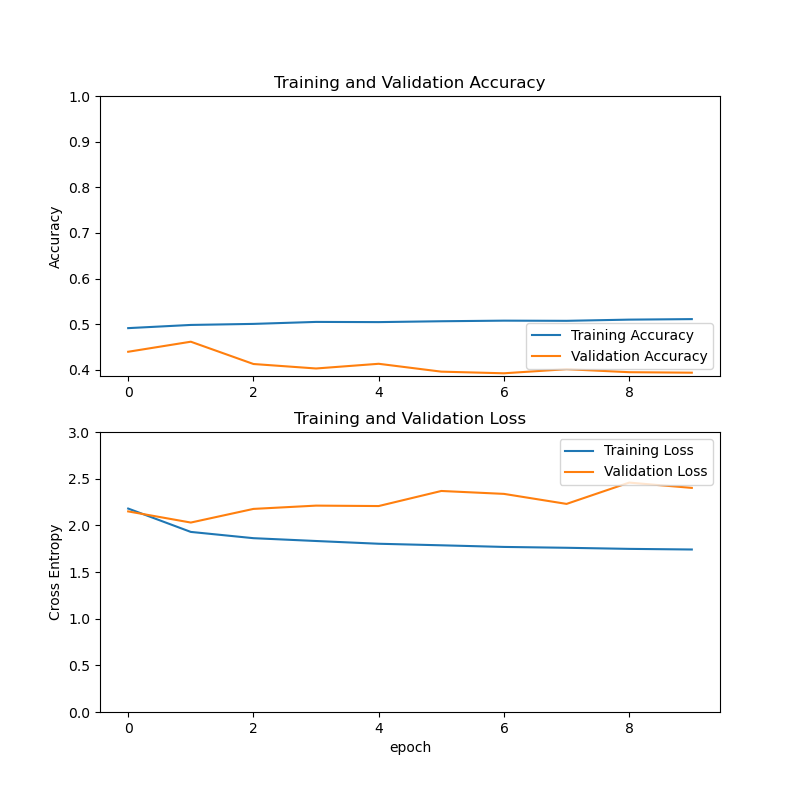 Training and Validation Accuracy
1.0
0.9
0.8
0.7
0.6
0.5
0.4
Accuracy
Training Accuracy
Validation Accuracy
0 2 4 6 8
Training and Validation Loss
3.0
2.5
2.0
1.5
1.0
0.5
0.0
Cross Entropy
Training Loss
Validation Loss
0 2 4 6 8
epoch